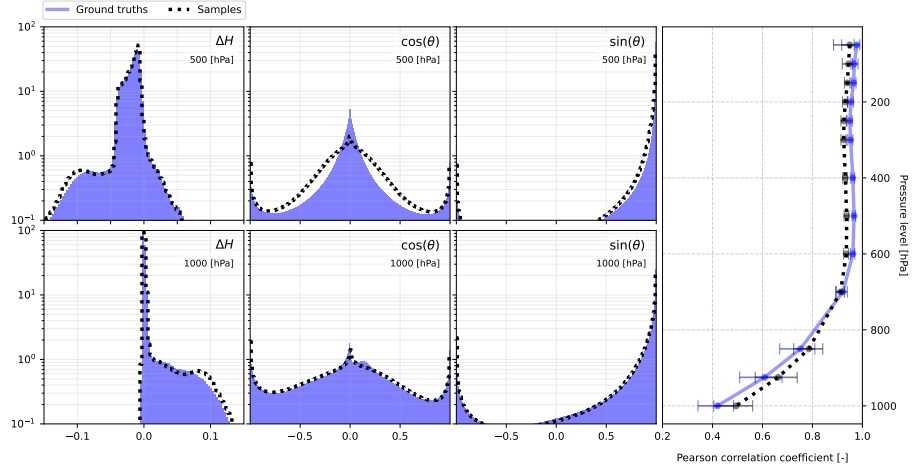 Ground truths Samples
10² ΔH cos(θ) sin(θ)
500 [hPa] 500 [hPa] 500 [hPa]
10¹
10⁰
10⁻¹
10² ΔH cos(θ) sin(θ)
1000 [hPa] 1000 [hPa] 1000 [hPa]
10¹
10⁰
10⁻¹
−0.1 0.0 0.1
−0.5 0.0 0.5
−0.5 0.0 0.5
200
400
600
800
1000
Pressure level [hPa]
0.2 0.4 0.6 0.8 1.0
Pearson correlation coefficient [-]